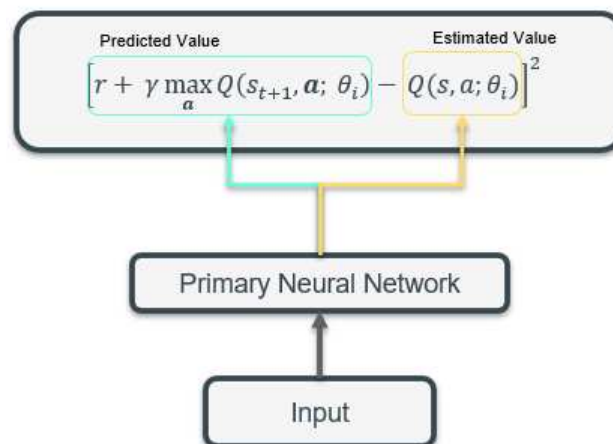 Predicted Value
Estimated Value
[r + γ max_a Q(s_{t+1}, a; θ_i) − Q(s, a; θ_i)]^2
Primary Neural Network
Input